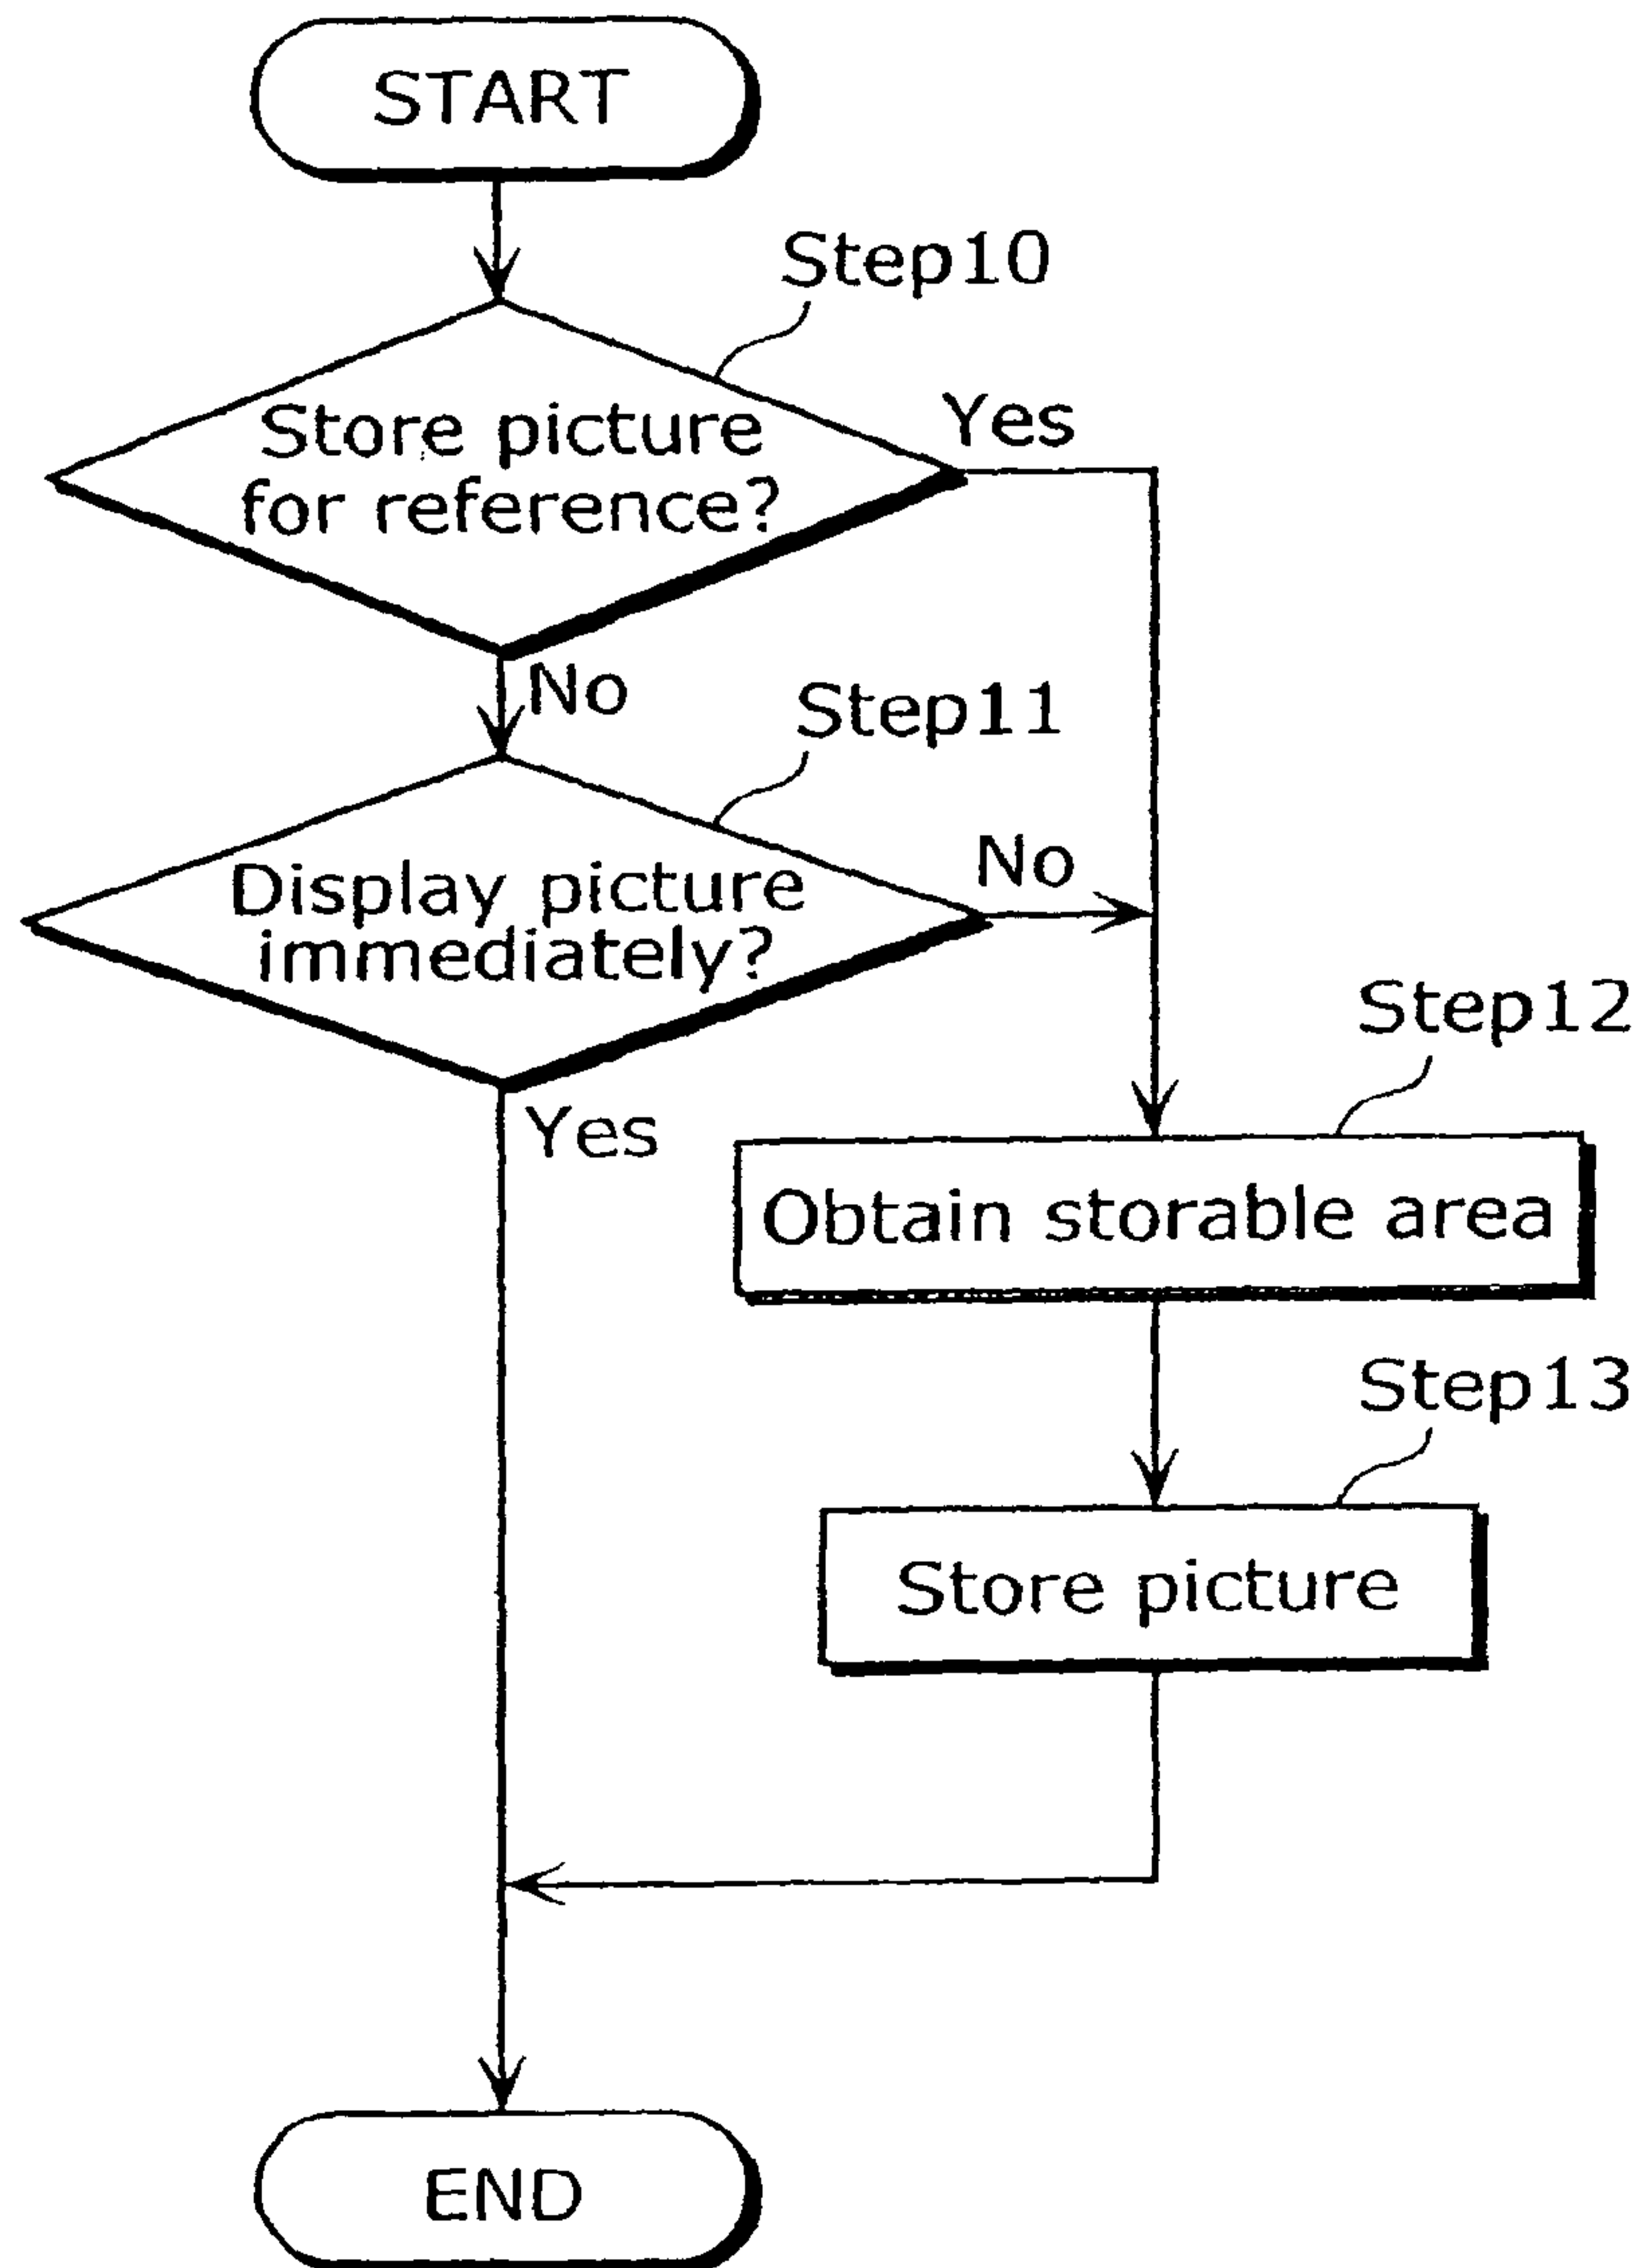 START
Step10
Store picture
for reference?
Yes
No
Step11
Display picture
immediately?
No
Yes
Step12
Obtain storable area
Step13
Store picture
END